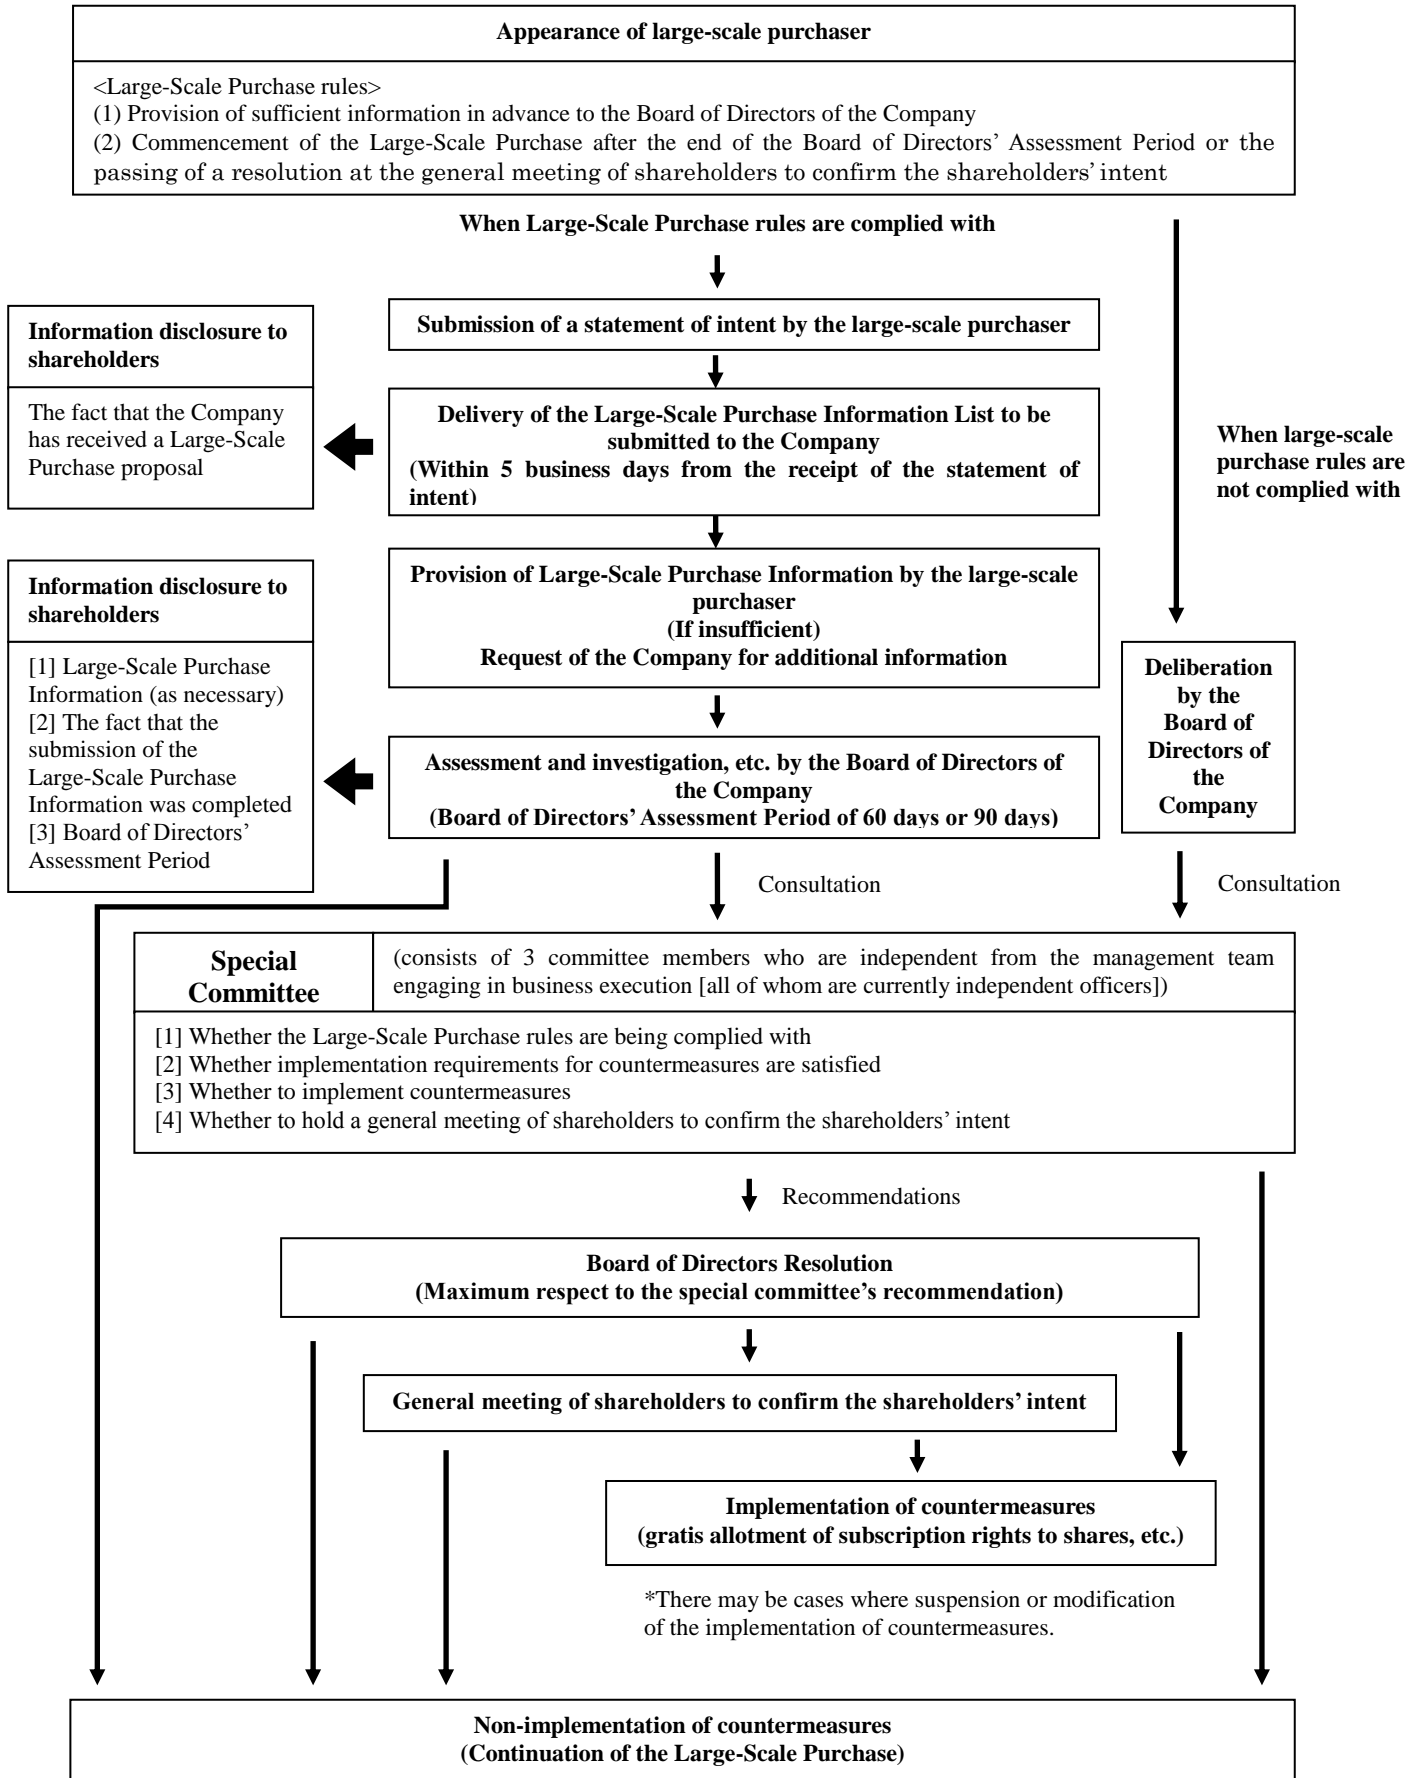 Appearance of large-scale purchaser
<Large-Scale Purchase rules>
(1) Provision of sufficient information in advance to the Board of Directors of the Company
(2) Commencement of the Large-Scale Purchase after the end of the Board of Directors' Assessment Period or the
passing of a resolution at the general meeting of shareholders to confirm the shareholders' intent
When Large-Scale Purchase rules are complied with
Submission of a statement of intent by the large-scale purchaser
Information disclosure to
shareholders
The fact that the Company
has received a Large-Scale
Purchase proposal
Delivery of the Large-Scale Purchase Information List to be
submitted to the Company
(Within 5 business days from the receipt of the statement of
intent)
When large-scale
purchase rules are
not complied with
Provision of Large-Scale Purchase Information by the large-scale
purchaser
(If insufficient)
Request of the Company for additional information
Information disclosure to
shareholders
[1] Large-Scale Purchase
Information (as necessary)
[2] The fact that the
submission of the
Large-Scale Purchase
Information was completed
[3] Board of Directors'
Assessment Period
Assessment and investigation, etc. by the Board of Directors of
the Company
(Board of Directors' Assessment Period of 60 days or 90 days)
Deliberation
by the
Board of
Directors of
the
Company
Consultation
Consultation
Special
Committee
(consists of 3 committee members who are independent from the management team
engaging in business execution [all of whom are currently independent officers])
[1] Whether the Large-Scale Purchase rules are being complied with
[2] Whether implementation requirements for countermeasures are satisfied
[3] Whether to implement countermeasures
[4] Whether to hold a general meeting of shareholders to confirm the shareholders' intent
Recommendations
Board of Directors Resolution
(Maximum respect to the special committee's recommendation)
General meeting of shareholders to confirm the shareholders' intent
Implementation of countermeasures
(gratis allotment of subscription rights to shares, etc.)
*There may be cases where suspension or modification
of the implementation of countermeasures.
Non-implementation of countermeasures
(Continuation of the Large-Scale Purchase)